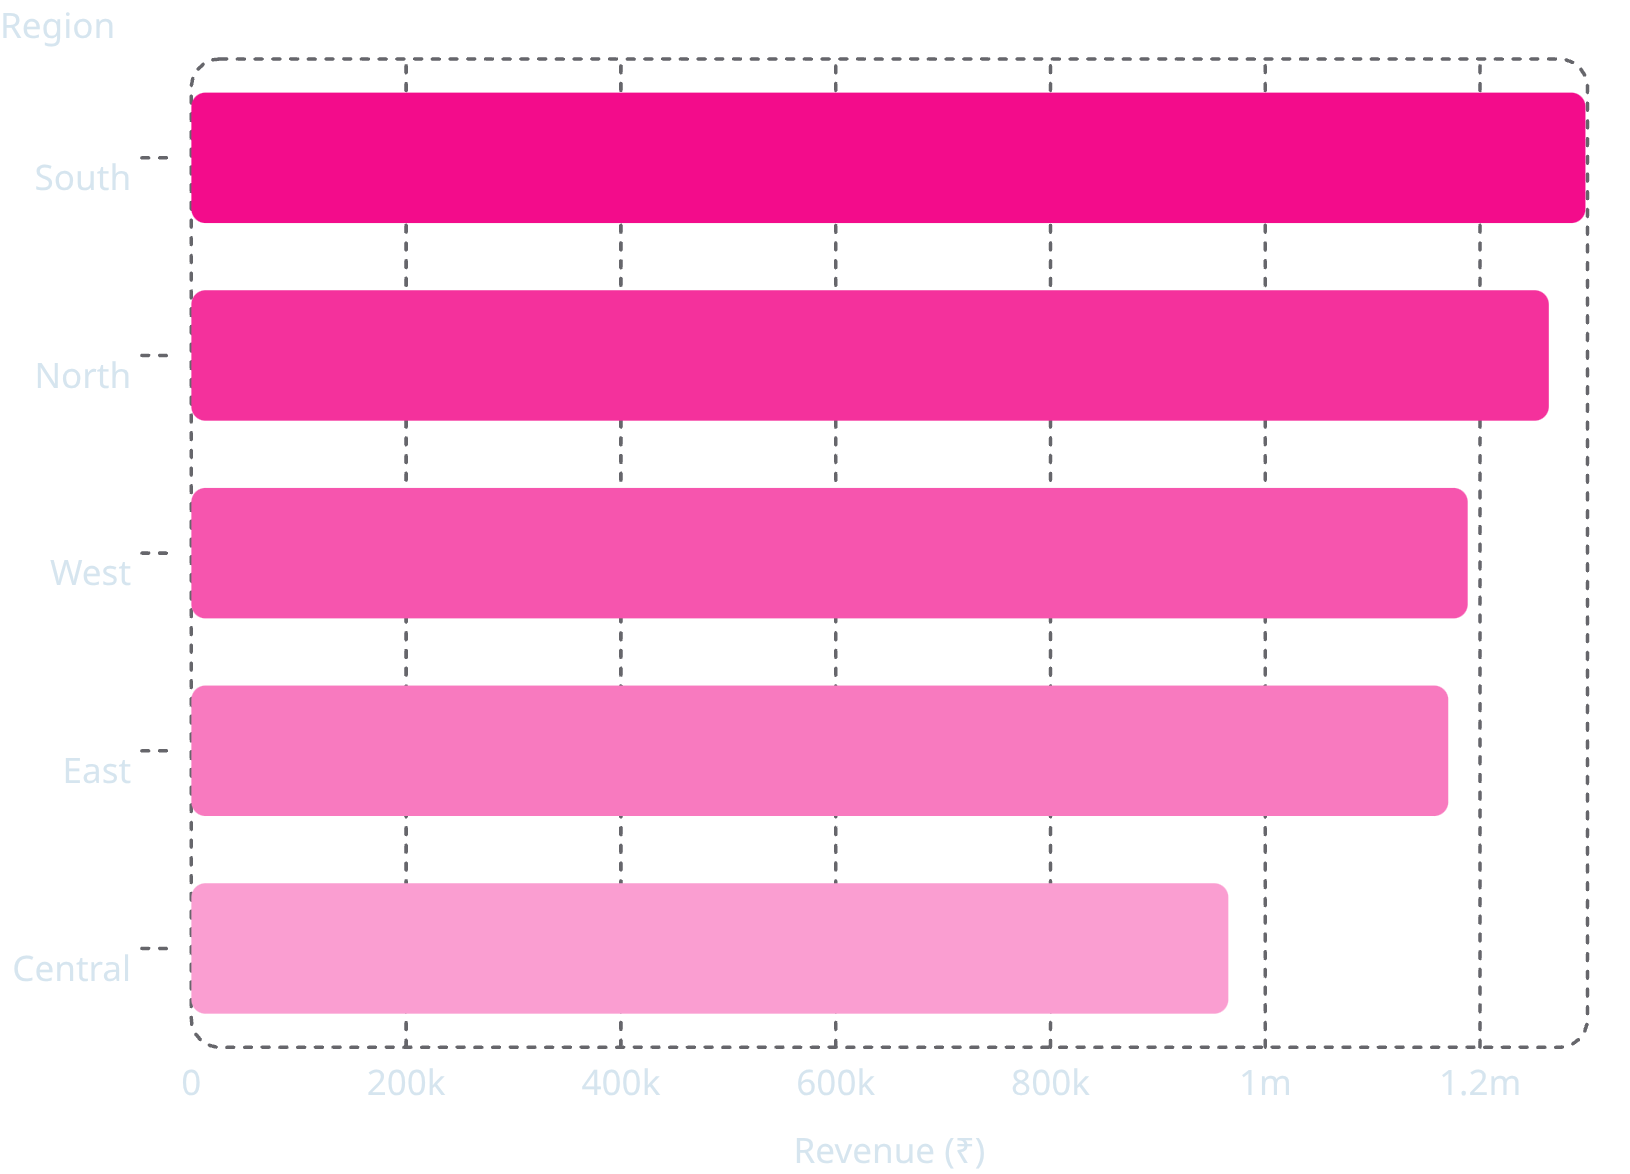 Region
South
North
West
East
Central
0 200k 400k 600k 800k 1m 1.2m
Revenue (₹)